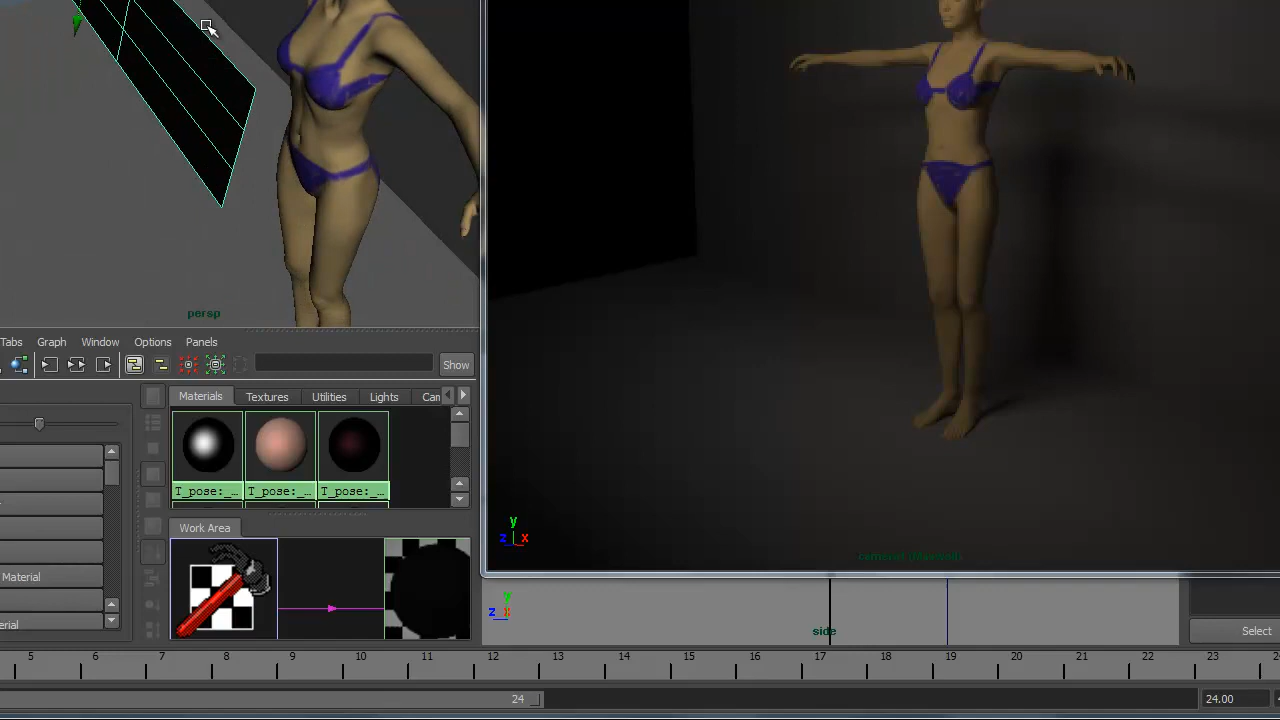 persp
Tabs Graph Window Options Panels
Show
Materials Textures Utilities Lights Can
T_pose:_... T_pose:_... T_pose:_...
Work Area
Material
erial
z x y
z x y
side
Select
5 6 7 8 9 10 11 12 13 14 15 16 17 18 19 20 21 22 23 24
24
24.00